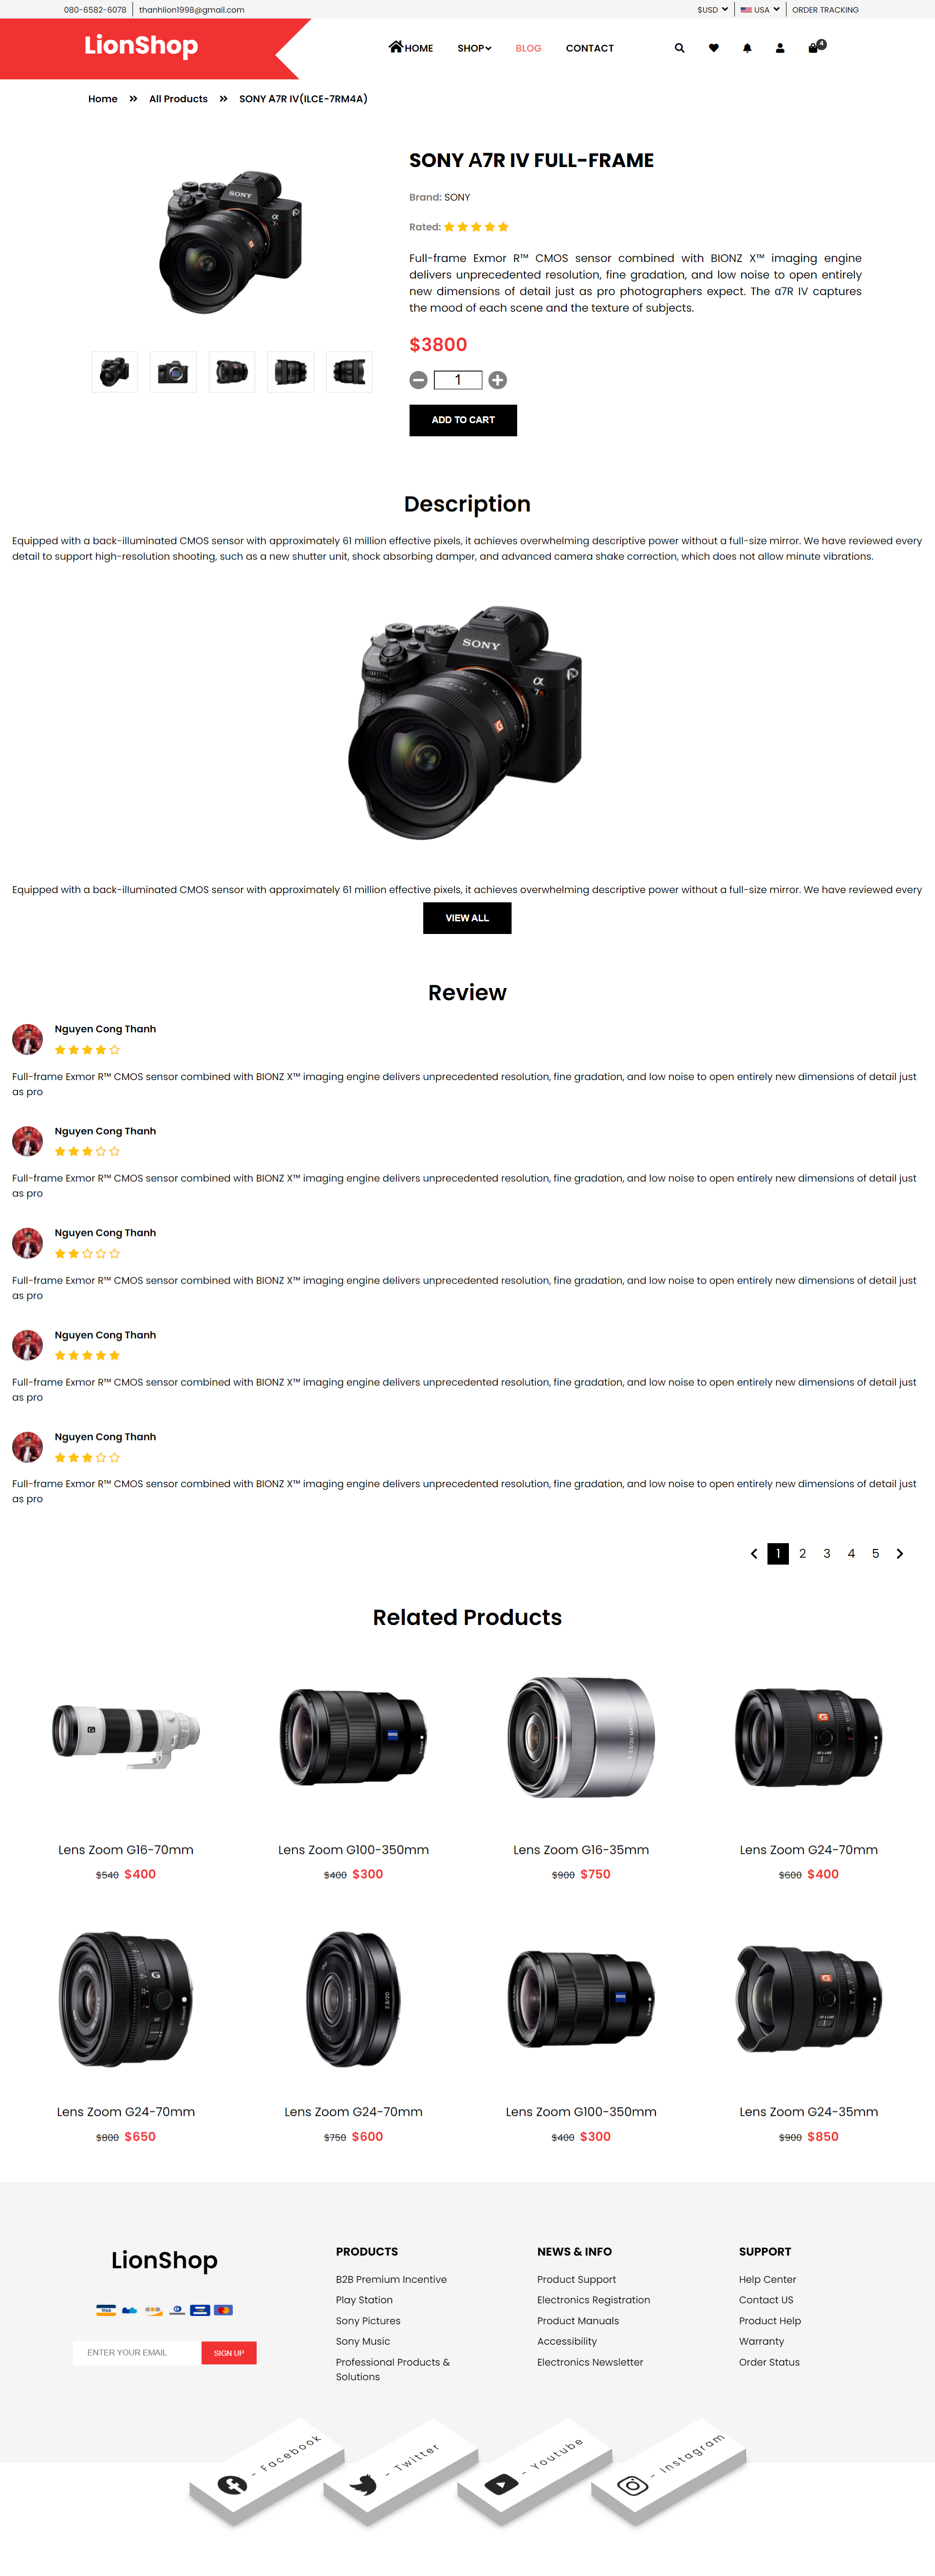 080-6582-6078 thanhlion1998@gmail.com $USD USA ORDER TRACKING
LionShop HOME SHOP BLOG CONTACT 4
Home All Products SONY A7R IV(ILCE-7RM4A)
SONY A7R IV FULL-FRAME
Brand: SONY
Rated:
Full-frame Exmor R™ CMOS sensor combined with BIONZ X™ imaging engine
delivers unprecedented resolution, fine gradation, and low noise to open entirely
new dimensions of detail just as pro photographers expect. The α7R IV captures
the mood of each scene and the texture of subjects.
$3800
1
ADD TO CART
Description
Equipped with a back-illuminated CMOS sensor with approximately 61 million effective pixels, it achieves overwhelming descriptive power without a full-size mirror. We have reviewed every
detail to support high-resolution shooting, such as a new shutter unit, shock absorbing damper, and advanced camera shake correction, which does not allow minute vibrations.
SONY
α
7R
G
Equipped with a back-illuminated CMOS sensor with approximately 61 million effective pixels, it achieves overwhelming descriptive power without a full-size mirror. We have reviewed every
VIEW ALL
Review
Nguyen Cong Thanh
Full-frame Exmor R™ CMOS sensor combined with BIONZ X™ imaging engine delivers unprecedented resolution, fine gradation, and low noise to open entirely new dimensions of detail just
as pro
Nguyen Cong Thanh
Full-frame Exmor R™ CMOS sensor combined with BIONZ X™ imaging engine delivers unprecedented resolution, fine gradation, and low noise to open entirely new dimensions of detail just
as pro
Nguyen Cong Thanh
Full-frame Exmor R™ CMOS sensor combined with BIONZ X™ imaging engine delivers unprecedented resolution, fine gradation, and low noise to open entirely new dimensions of detail just
as pro
Nguyen Cong Thanh
Full-frame Exmor R™ CMOS sensor combined with BIONZ X™ imaging engine delivers unprecedented resolution, fine gradation, and low noise to open entirely new dimensions of detail just
as pro
Nguyen Cong Thanh
Full-frame Exmor R™ CMOS sensor combined with BIONZ X™ imaging engine delivers unprecedented resolution, fine gradation, and low noise to open entirely new dimensions of detail just
as pro
1 2 3 4 5
Related Products
Lens Zoom G16-70mm Lens Zoom G100-350mm Lens Zoom G16-35mm Lens Zoom G24-70mm
$540 $400 $400 $300 $900 $750 $600 $400
Lens Zoom G24-70mm Lens Zoom G24-70mm Lens Zoom G100-350mm Lens Zoom G24-35mm
$800 $650 $750 $600 $400 $300 $900 $850
LionShop
VISA
ENTER YOUR EMAIL SIGN UP
PRODUCTS
B2B Premium Incentive
Play Station
Sony Pictures
Sony Music
Professional Products &
Solutions
NEWS & INFO
Product Support
Electronics Registration
Product Manuals
Accessibility
Electronics Newsletter
SUPPORT
Help Center
Contact US
Product Help
Warranty
Order Status
- Facebook
- Twitter
- Youtube
- Instagram